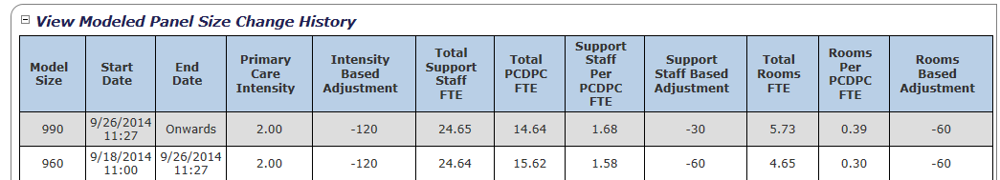 View Modeled Panel Size Change History
Model Size | Start Date | End Date | Primary Care Intensity | Intensity Based Adjustment | Total Support Staff FTE | Total PCDPC FTE | Support Staff Per PCDPC FTE | Support Staff Based Adjustment | Total Rooms FTE | Rooms Per PCDPC FTE | Rooms Based Adjustment
990 | 9/26/2014 11:27 | Onwards | 2.00 | -120 | 24.65 | 14.64 | 1.68 | -30 | 5.73 | 0.39 | -60
960 | 9/18/2014 11:00 | 9/26/2014 11:27 | 2.00 | -120 | 24.64 | 15.62 | 1.58 | -60 | 4.65 | 0.30 | -60